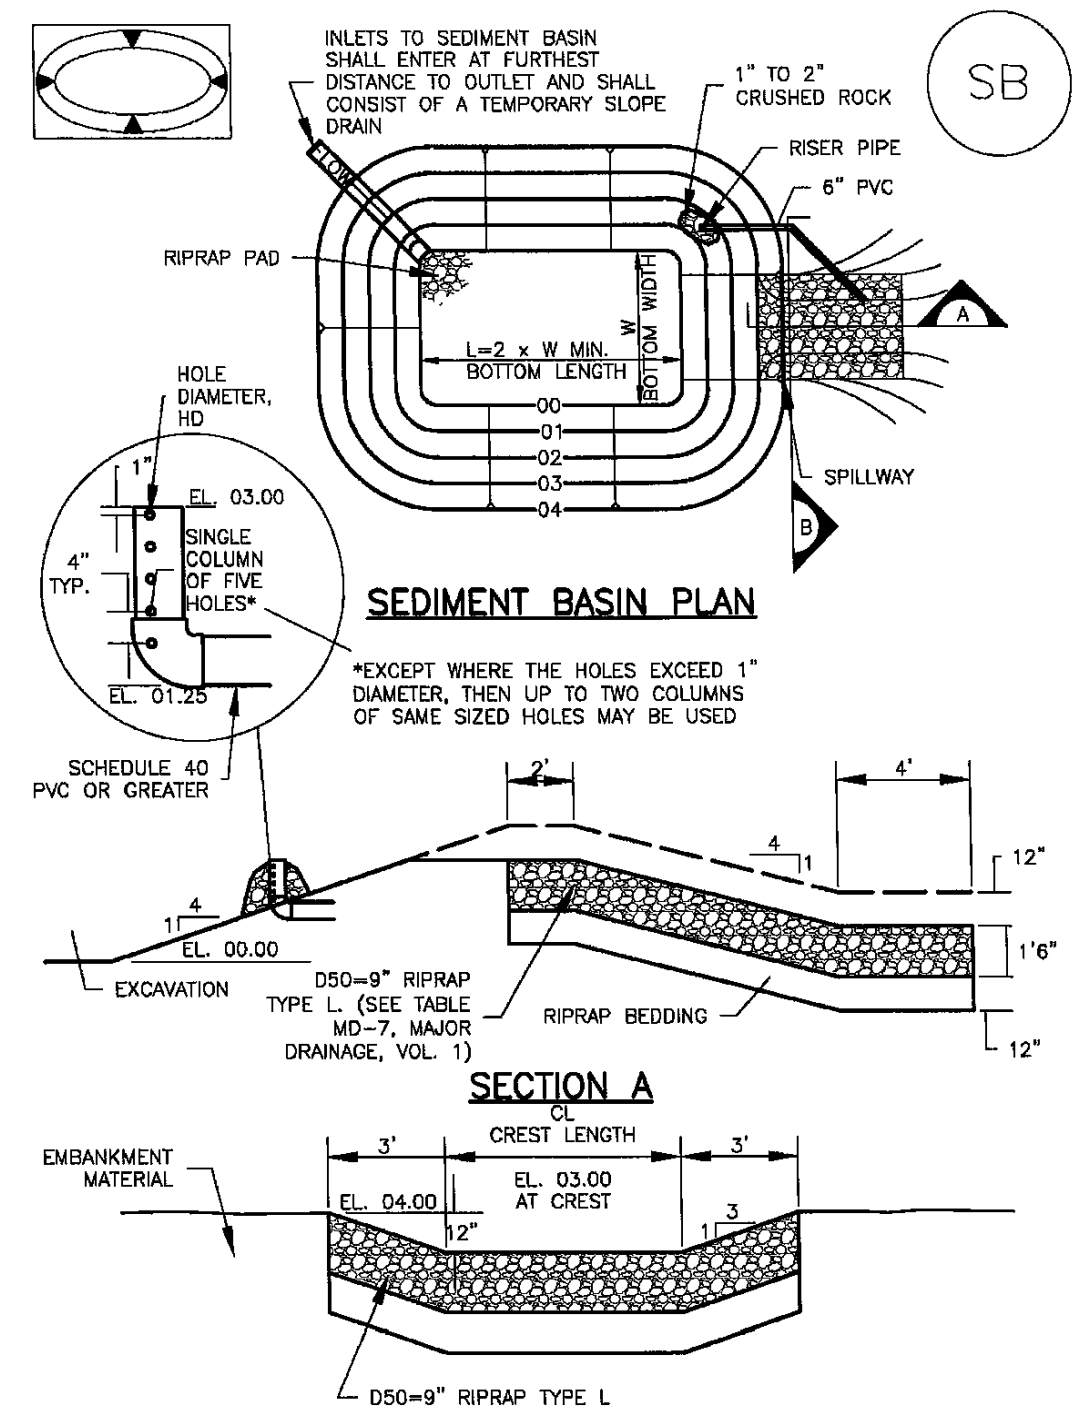 INLETS TO SEDIMENT BASIN
SHALL ENTER AT FURTHEST
DISTANCE TO OUTLET AND SHALL
CONSIST OF A TEMPORARY SLOPE
DRAIN
1" TO 2"
CRUSHED ROCK
SB
RISER PIPE
6" PVC
FLOW
RIPRAP PAD
A
W
BOTTOM WIDTH
L=2 x W MIN.
BOTTOM LENGTH
00
01
02
03
04
SPILLWAY
B
HOLE
DIAMETER,
HD
1"
EL. 03.00
SINGLE
COLUMN
OF FIVE
HOLES*
4"
TYP.
EL. 01.25
SEDIMENT BASIN PLAN
*EXCEPT WHERE THE HOLES EXCEED 1"
DIAMETER, THEN UP TO TWO COLUMNS
OF SAME SIZED HOLES MAY BE USED
SCHEDULE 40
PVC OR GREATER
2'
4'
4
1
12"
4
1
EL. 00.00
EXCAVATION
1'6"
D50=9" RIPRAP
TYPE L. (SEE TABLE
MD-7, MAJOR
DRAINAGE, VOL. 1)
RIPRAP BEDDING
12"
SECTION A
CL
CREST LENGTH
3'
3'
EMBANKMENT
MATERIAL
EL. 04.00
EL. 03.00
AT CREST
12"
3
1
D50=9" RIPRAP TYPE L